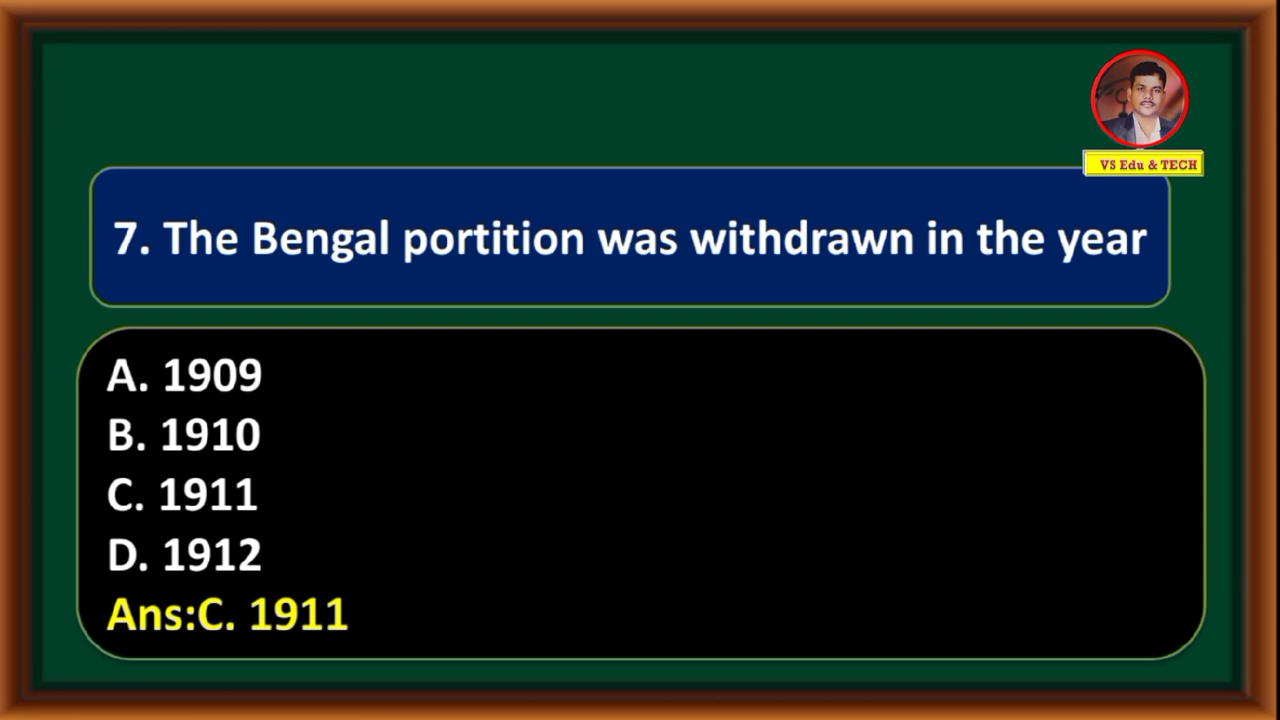 VS Edu & TECH
7. The Bengal portition was withdrawn in the year
A. 1909
B. 1910
C. 1911
D. 1912
Ans:C. 1911